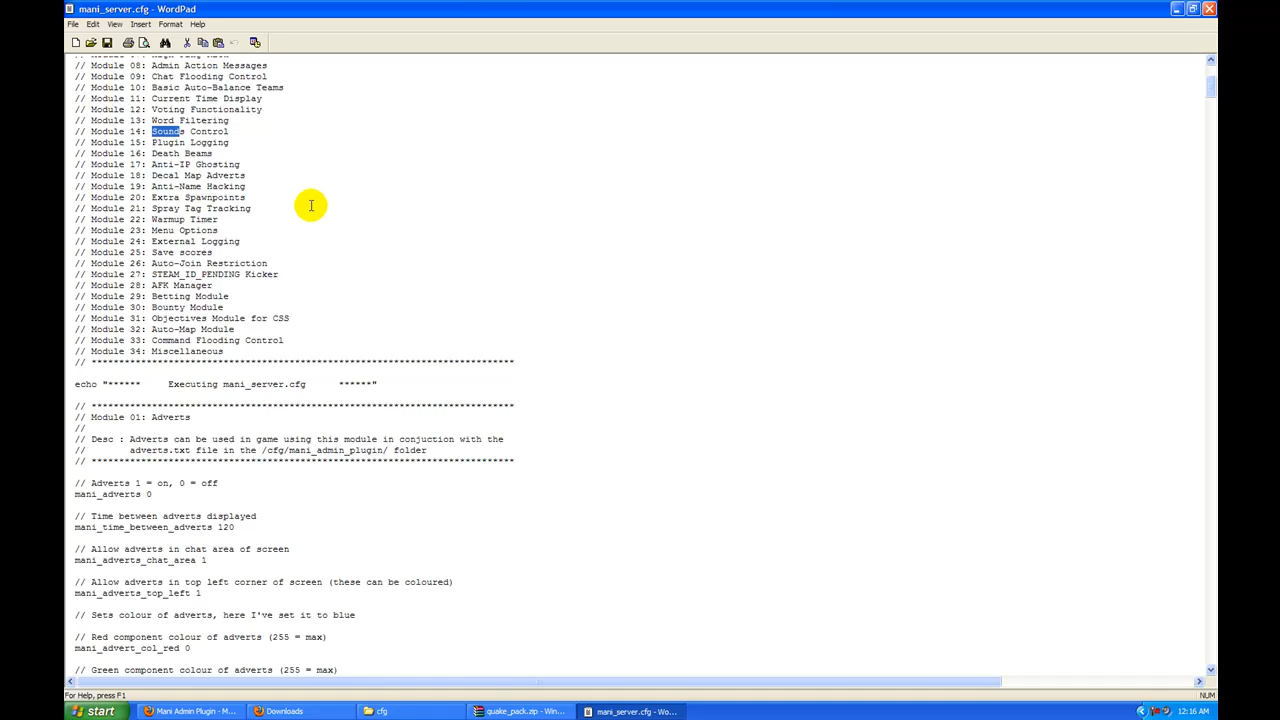 mani_server.cfg - WordPad
File Edit View Insert Format Help
// Module 08: Admin Action Messages
// Module 09: Chat Flooding Control
// Module 10: Basic Auto-Balance Teams
// Module 11: Current Time Display
// Module 12: Voting Functionality
// Module 13: Word Filtering
// Module 14: Sounds Control
// Module 15: Plugin Logging
// Module 16: Death Beams
// Module 17: Anti-IP Ghosting
// Module 18: Decal Map Adverts
// Module 19: Anti-Name Hacking
// Module 20: Extra Spawnpoints
// Module 21: Spray Tag Tracking
// Module 22: Warmup Timer
// Module 23: Menu Options
// Module 24: External Logging
// Module 25: Save scores
// Module 26: Auto-Join Restriction
// Module 27: STEAM_ID_PENDING Kicker
// Module 28: AFK Manager
// Module 29: Betting Module
// Module 30: Bounty Module
// Module 31: Objectives Module for CSS
// Module 32: Auto-Map Module
// Module 33: Command Flooding Control
// Module 34: Miscellaneous
// *****************************************************************************
echo "****** Executing mani_server.cfg ******"
// *****************************************************************************
// Module 01: Adverts
//
// Desc : Adverts can be used in game using this module in conjuction with the
// adverts.txt file in the /cfg/mani_admin_plugin/ folder
// *****************************************************************************
// Adverts 1 = on, 0 = off
mani_adverts 0
// Time between adverts displayed
mani_time_between_adverts 120
// Allow adverts in chat area of screen
mani_adverts_chat_area 1
// Allow adverts in top left corner of screen (these can be coloured)
mani_adverts_top_left 1
// Sets colour of adverts, here I've set it to blue
// Red component colour of adverts (255 = max)
mani_advert_col_red 0
// Green component colour of adverts (255 = max)
For Help, press F1 NUM
start Mani Admin Plugin - M... Downloads cfg quake_pack.zip - Win... mani_server.cfg - Wo... 12:16 AM